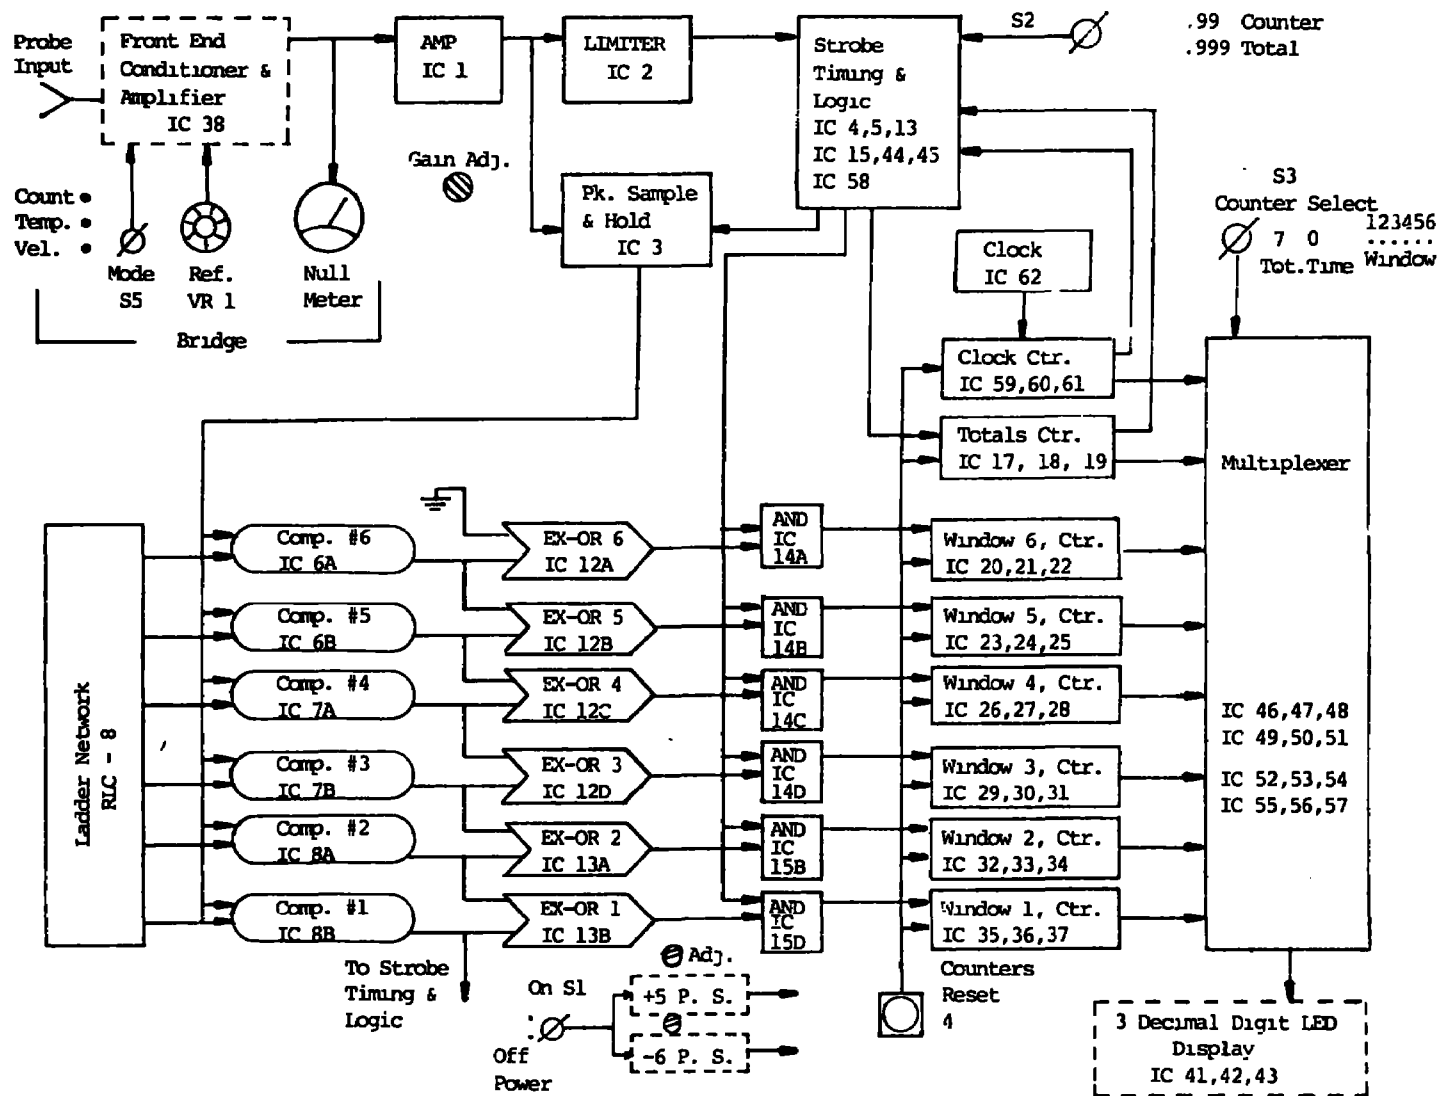 Probe
Input
Front End
Conditioner &
Amplifier
IC 38
AMP
IC 1
LIMITER
IC 2
Strobe
Timing &
Logic
IC 4,5,13
IC 15,44,45
IC 58
S2
.99 Counter
.999 Total
Gain Adj.
Pk. Sample
& Hold
IC 3
Count
Temp.
Vel.
Mode
S5
Ref.
VR 1
Null
Meter
Bridge
Clock
IC 62
S3
Counter Select
123456
7 0
Tot.Time Window
Clock Ctr.
IC 59,60,61
Totals Ctr.
IC 17, 18, 19
Multiplexer
IC 46,47,48
IC 49,50,51
IC 52,53,54
IC 55,56,57
Ladder Network
RLC - 8
Comp. #6
IC 6A
EX-OR 6
IC 12A
AND
IC
14A
Window 6, Ctr.
IC 20,21,22
Comp. #5
IC 6B
EX-OR 5
IC 12B
AND
IC
14B
Window 5, Ctr.
IC 23,24,25
Comp. #4
IC 7A
EX-OR 4
IC 12C
AND
IC
14C
Window 4, Ctr.
IC 26,27,28
Comp. #3
IC 7B
EX-OR 3
IC 12D
AND
IC
14D
Window 3, Ctr.
IC 29,30,31
Comp. #2
IC 8A
EX-OR 2
IC 13A
AND
IC
15B
Window 2, Ctr.
IC 32,33,34
Comp. #1
IC 8B
EX-OR 1
IC 13B
AND
IC
15D
Window 1, Ctr.
IC 35,36,37
To Strobe
Timing &
Logic
On S1
Off
Power
Adj.
+5 P. S.
-6 P. S.
Counters
Reset
4
3 Decimal Digit LED
Display
IC 41,42,43